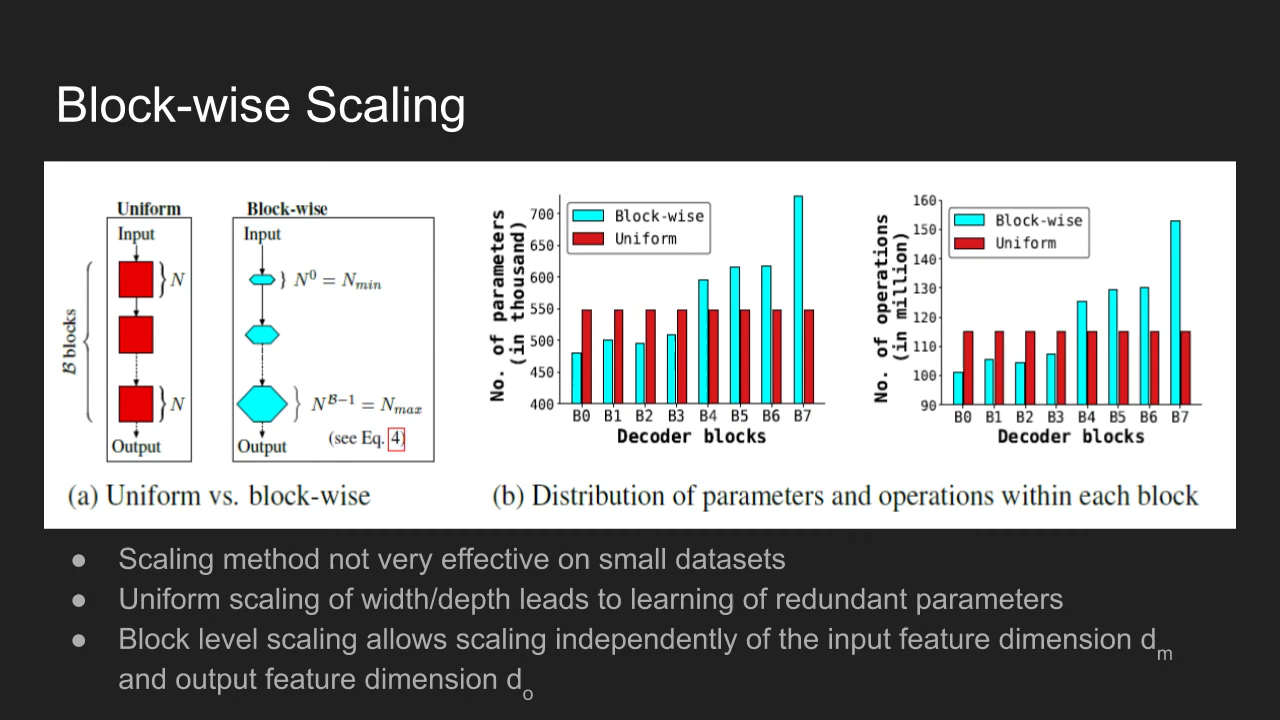 Block-wise Scaling
Uniform
Input
N
B blocks
N
Output
Block-wise
Input
N⁰ = Nₘᵢₙ
N^{B−1} = N_{max}
(see Eq. 4)
Output
(a) Uniform vs. block-wise
No. of parameters
(in thousand)
700
650
600
550
500
450
400
Block-wise
Uniform
B0 B1 B2 B3 B4 B5 B6 B7
Decoder blocks
No. of operations
(in million)
160
150
140
130
120
110
100
90
Block-wise
Uniform
B0 B1 B2 B3 B4 B5 B6 B7
Decoder blocks
(b) Distribution of parameters and operations within each block
● Scaling method not very effective on small datasets
● Uniform scaling of width/depth leads to learning of redundant parameters
● Block level scaling allows scaling independently of the input feature dimension d_m
and output feature dimension d_o